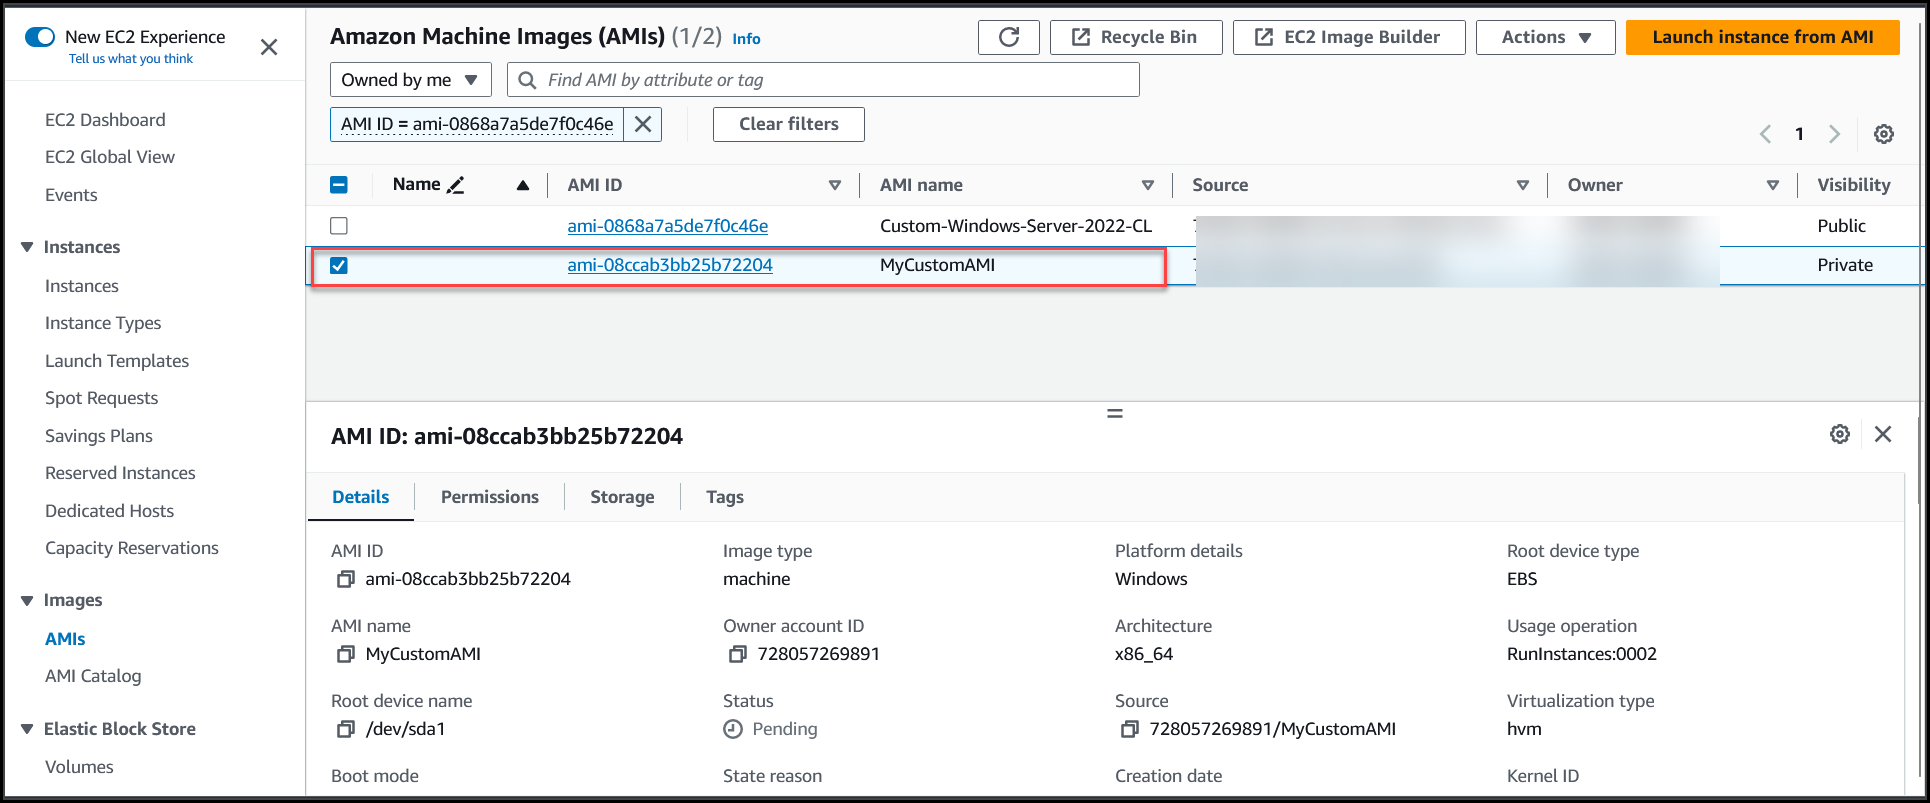 New EC2 Experience
Tell us what you think
EC2 Dashboard
EC2 Global View
Events
Instances
Instances
Instance Types
Launch Templates
Spot Requests
Savings Plans
Reserved Instances
Dedicated Hosts
Capacity Reservations
Images
AMIs
AMI Catalog
Elastic Block Store
Volumes
Amazon Machine Images (AMIs) (1/2) Info
Recycle Bin
EC2 Image Builder
Actions
Launch instance from AMI
Owned by me
Find AMI by attribute or tag
AMI ID = ami-0868a7a5de7f0c46e
Clear filters
1
Name AMI ID AMI name Source Owner Visibility
ami-0868a7a5de7f0c46e Custom-Windows-Server-2022-CL Public
ami-08ccab3bb25b72204 MyCustomAMI Private
AMI ID: ami-08ccab3bb25b72204
Details Permissions Storage Tags
AMI ID Image type Platform details Root device type
ami-08ccab3bb25b72204 machine Windows EBS
AMI name Owner account ID Architecture Usage operation
MyCustomAMI 728057269891 x86_64 RunInstances:0002
Root device name Status Source Virtualization type
/dev/sda1 Pending 728057269891/MyCustomAMI hvm
Boot mode State reason Creation date Kernel ID